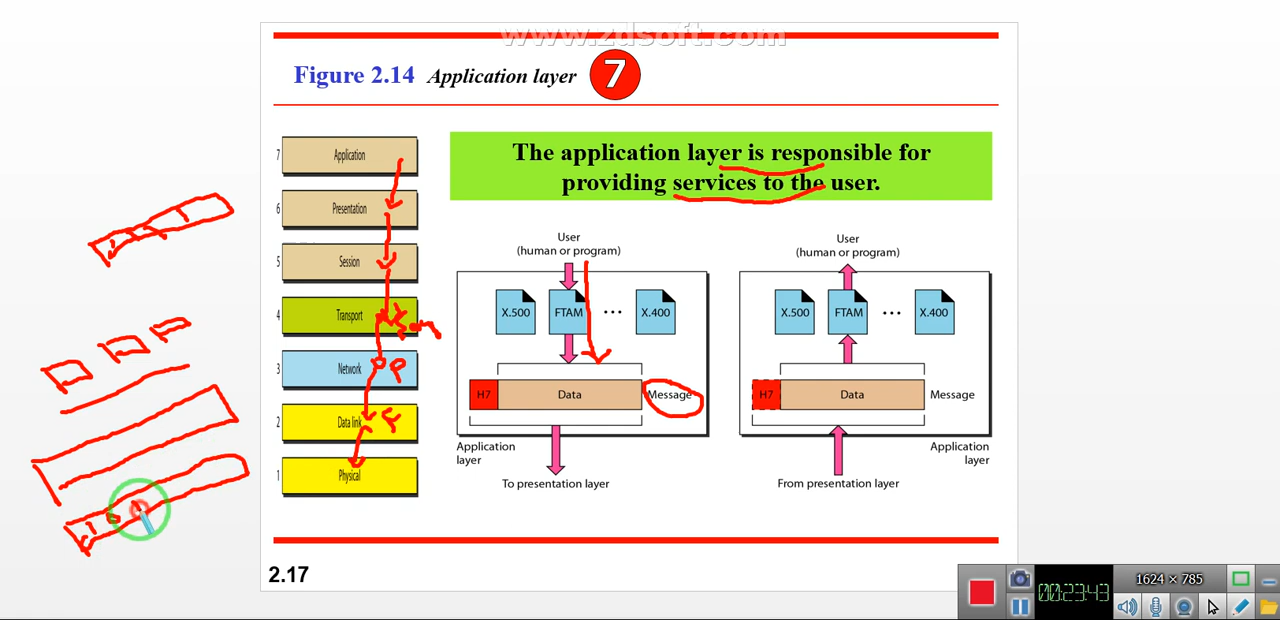 www.zdsoft.com
Figure 2.14 Application layer 7
7 Application
6 Presentation
5 Session
4 Transport
3 Network
2 Data link
1 Physical
The application layer is responsible for
providing services to the user.
User
(human or program)
X.500 FTAM ... X.400
H7 Data Message
Application
layer
To presentation layer
User
(human or program)
X.500 FTAM ... X.400
H7 Data Message
Application
layer
From presentation layer
2.17
1624 × 785
00:23:43